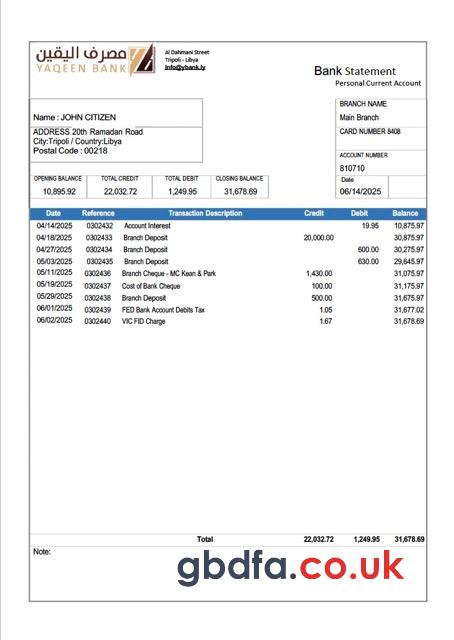 مصرف اليقين
YAQEEN BANK
Al Dahmani Street
Tripoli - Libya
info@ybank.ly
Bank Statement
Personal Current Account
Name : JOHN CITIZEN
ADDRESS 20th Ramadan Road
City:Tripoli / Country:Libya
Postal Code : 00218
BRANCH NAME
Main Branch
CARD NUMBER 8408
ACCOUNT NUMBER
810710
Date
06/14/2025
OPENING BALANCE TOTAL CREDIT TOTAL DEBIT CLOSING BALANCE
10,895.92 22,032.72 1,249.95 31,678.69
Date Reference Transaction Description Credit Debit Balance
04/14/2025 0302432 Account Interest 19.95 10,875.97
04/18/2025 0302433 Branch Deposit 20,000.00 30,875.97
04/27/2025 0302434 Branch Deposit 600.00 30,275.97
05/03/2025 0302435 Branch Deposit 630.00 29,645.97
05/11/2025 0302436 Branch Cheque - MC Kean & Park 1,430.00 31,075.97
05/19/2025 0302437 Cost of Bank Cheque 100.00 31,175.97
05/29/2025 0302438 Branch Deposit 500.00 31,675.97
06/01/2025 0302439 FED Bank Account Debits Tax 1.05 31,677.02
06/02/2025 0302440 VIC FID Charge 1.67 31,678.69
Total 22,032.72 1,249.95 31,678.69
Note:
gbdfa.co.uk